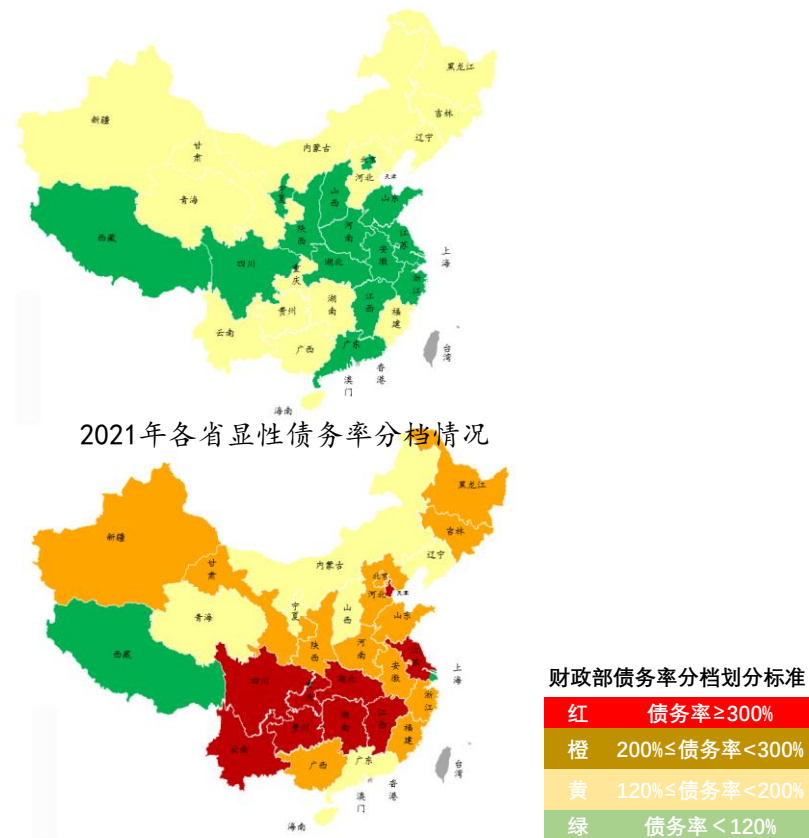 黑龙江
吉林
辽宁
新疆
甘肃
内蒙古
北京
河北
天津
青海
宁夏
山西
山东
陕西
河南
江苏
安徽
上海
西藏
四川
重庆
湖北
浙江
湖南
江西
贵州
福建
云南
广西
广东
台湾
香港
澳门
海南
2021年各省显性债务率分档情况
黑龙江
吉林
辽宁
新疆
甘肃
内蒙古
北京
河北
天津
青海
宁夏
山西
山东
陕西
河南
安徽
上海
西藏
四川
湖北
浙江
湖南
江西
贵州
福建
云南
广西
广东
台湾
香港
澳门
海南
财政部债务率分档划分标准
红 债务率≥300%
橙 200%≤债务率<300%
黄 120%≤债务率<200%
绿 债务率<120%